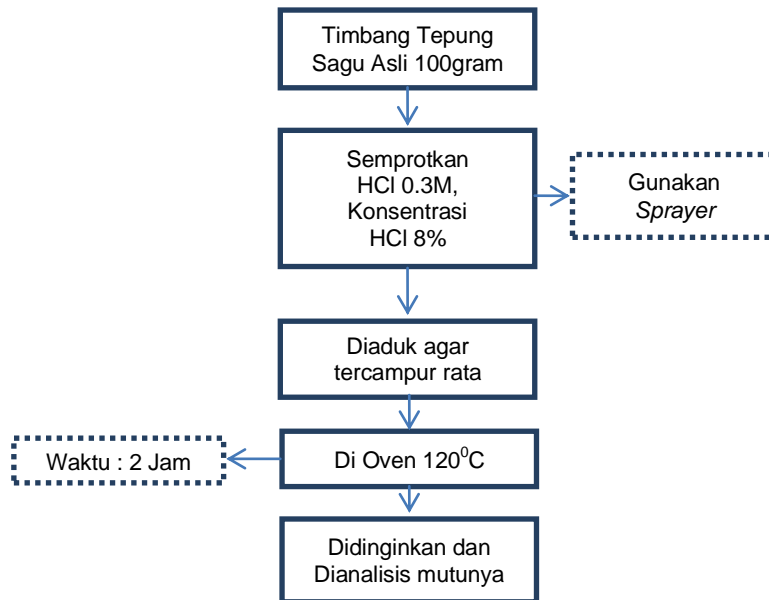 Timbang Tepung
Sagu Asli 100gram
Semprotkan
HCl 0.3M,
Konsentrasi
HCl 8%
Gunakan
Sprayer
Diaduk agar
tercampur rata
Waktu : 2 Jam
Di Oven 120⁰C
Didinginkan dan
Dianalisis mutunya